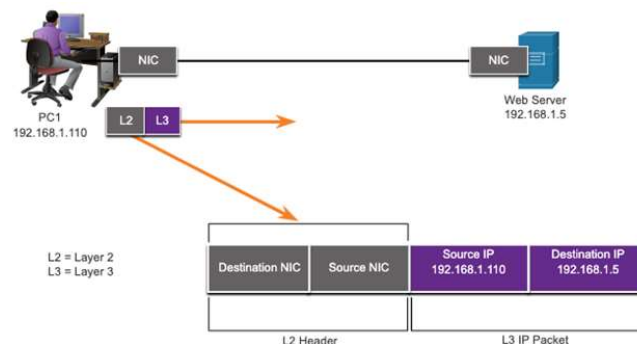 NIC
NIC
PC1
192.168.1.110
Web Server
192.168.1.5
L2 L3
L2 = Layer 2
L3 = Layer 3
Destination NIC
Source NIC
Source IP
192.168.1.110
Destination IP
192.168.1.5
L2 Header
L3 IP Packet